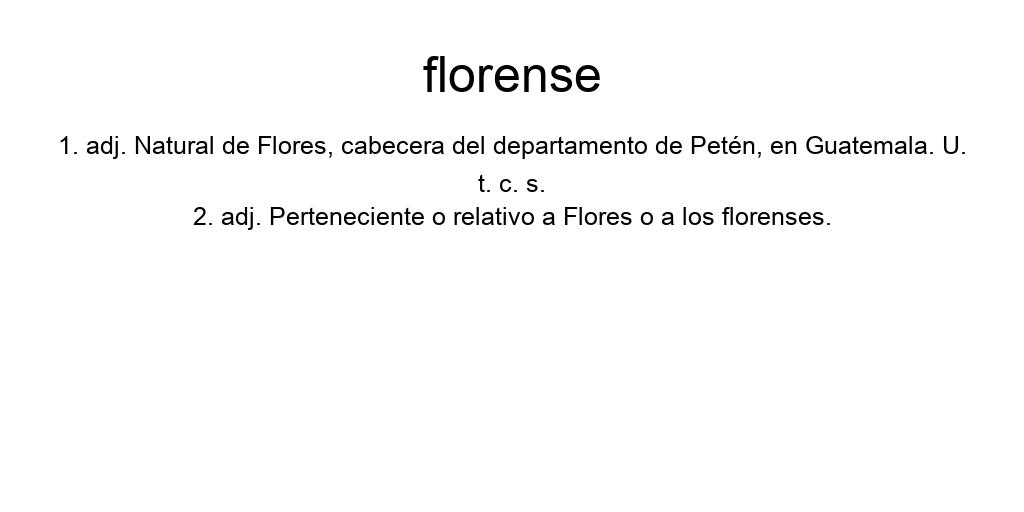 florense
1. adj. Natural de Flores, cabecera del departamento de Petén, en Guatemala. U.
t. c. s.
2. adj. Perteneciente o relativo a Flores o a los florenses.